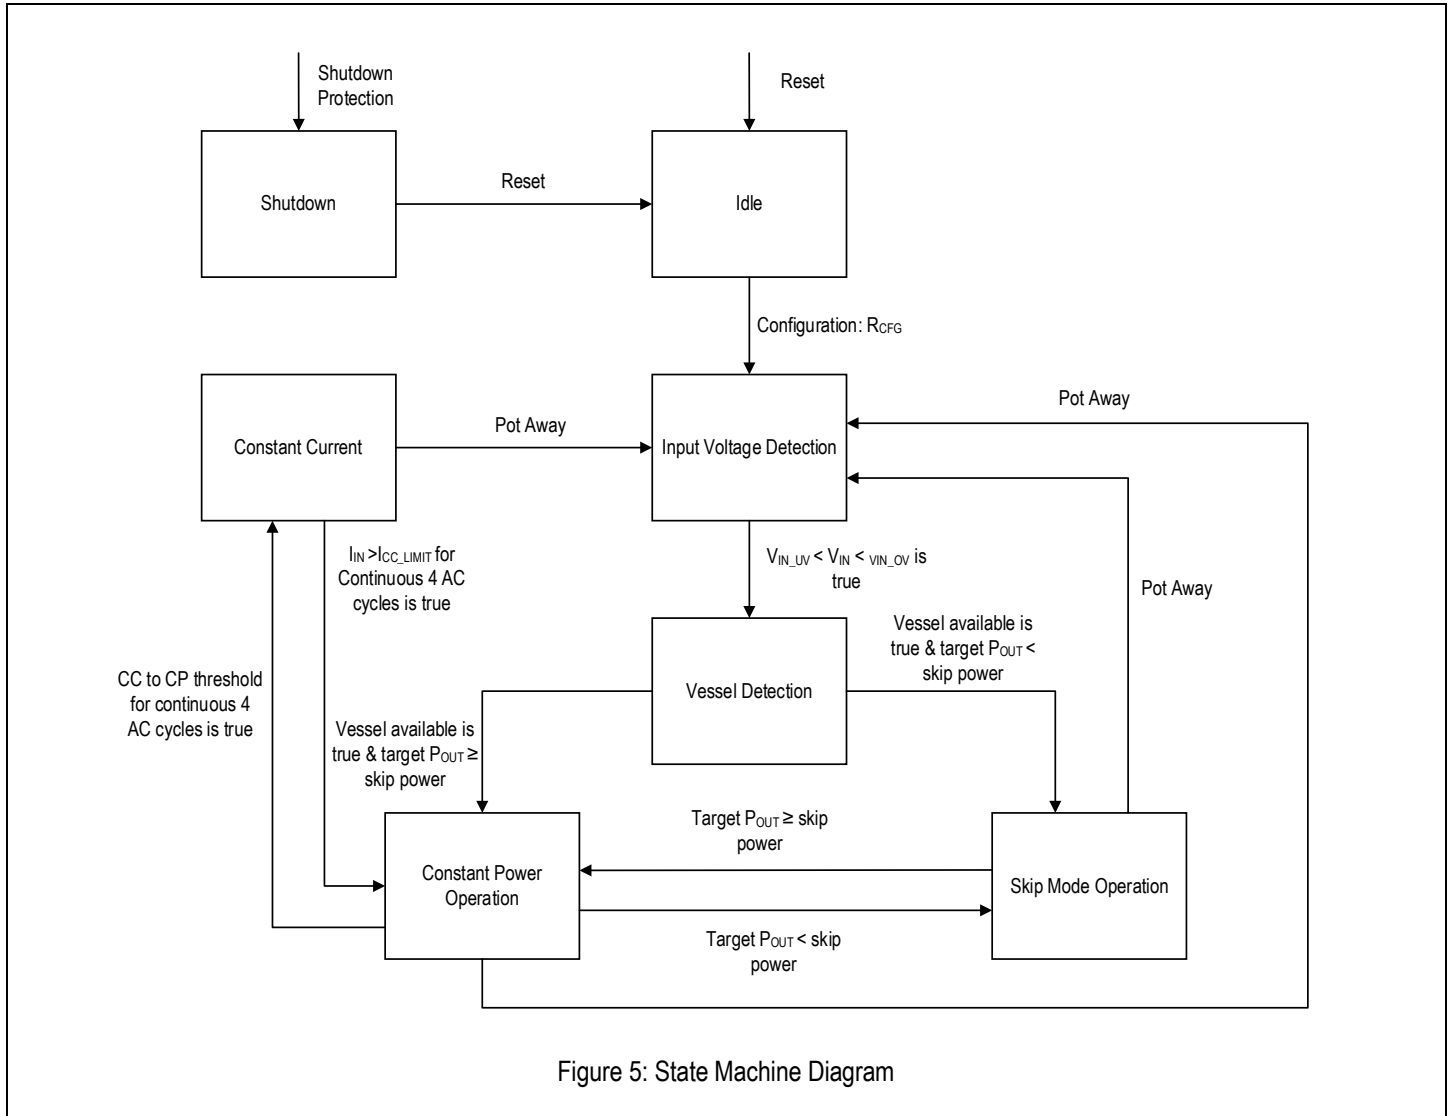 Shutdown
Protection
Reset
Shutdown
Reset
Idle
Configuration: RCFG
Constant Current
Pot Away
Input Voltage Detection
Pot Away
IIN >ICC_LIMIT for
Continuous 4 AC
cycles is true
VIN_UV < VIN < VIN_OV is
true
Pot Away
Vessel available is
true & target POUT <
skip power
CC to CP threshold
for continuous 4
AC cycles is true
Vessel Detection
Vessel available is
true & target POUT ≥
skip power
Target POUT ≥ skip
power
Constant Power
Operation
Skip Mode Operation
Target POUT < skip
power
Figure 5: State Machine Diagram